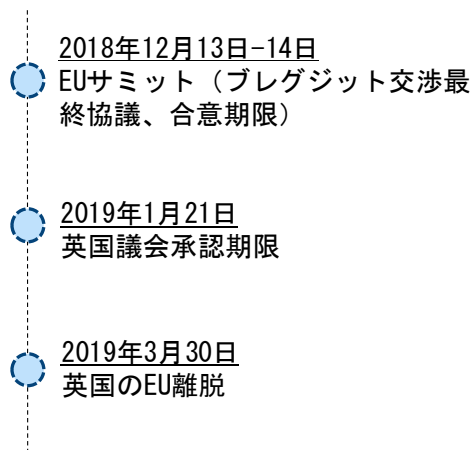 2018年12月13日-14日
EUサミット（ブレグジット交渉最
終協議、合意期限）
2019年1月21日
英国議会承認期限
2019年3月30日
英国のEU離脱